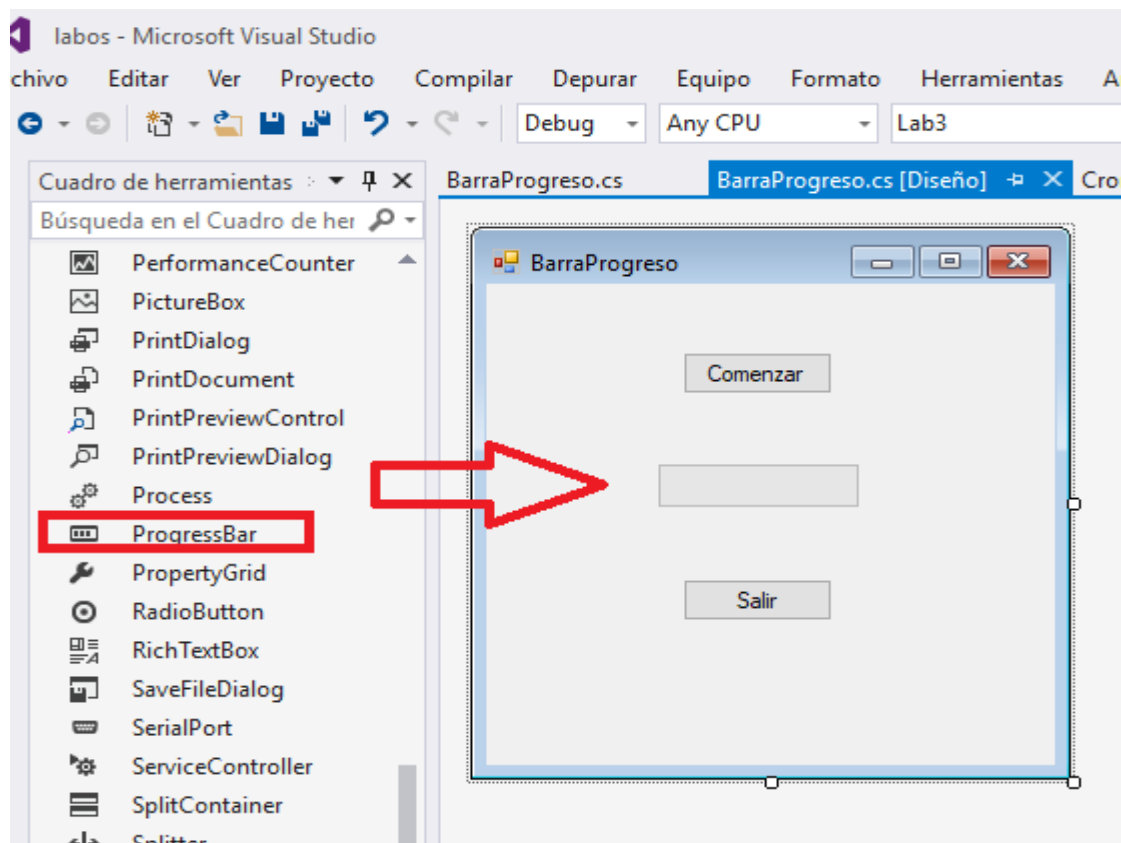 labos - Microsoft Visual Studio
chivo Editar Ver Proyecto Compilar Depurar Equipo Formato Herramientas A
Debug Any CPU Lab3
Cuadro de herramientas
Búsqueda en el Cuadro de her
PerformanceCounter
PictureBox
PrintDialog
PrintDocument
PrintPreviewControl
PrintPreviewDialog
Process
ProgressBar
PropertyGrid
RadioButton
RichTextBox
SaveFileDialog
SerialPort
ServiceController
SplitContainer
Splitter
BarraProgreso.cs BarraProgreso.cs [Diseño] Cro
BarraProgreso
Comenzar
Salir